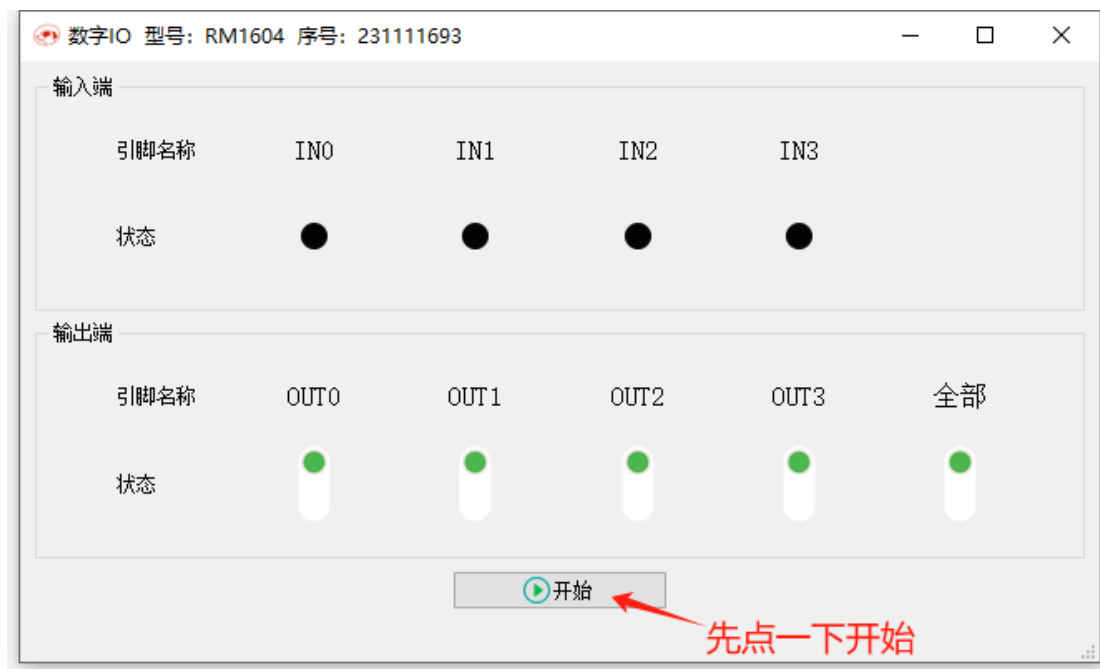 数字IO 型号：RM1604 序号：231111693
输入端
引脚名称 IN0 IN1 IN2 IN3
状态
输出端
引脚名称 OUT0 OUT1 OUT2 OUT3 全部
状态
开始
先点一下开始